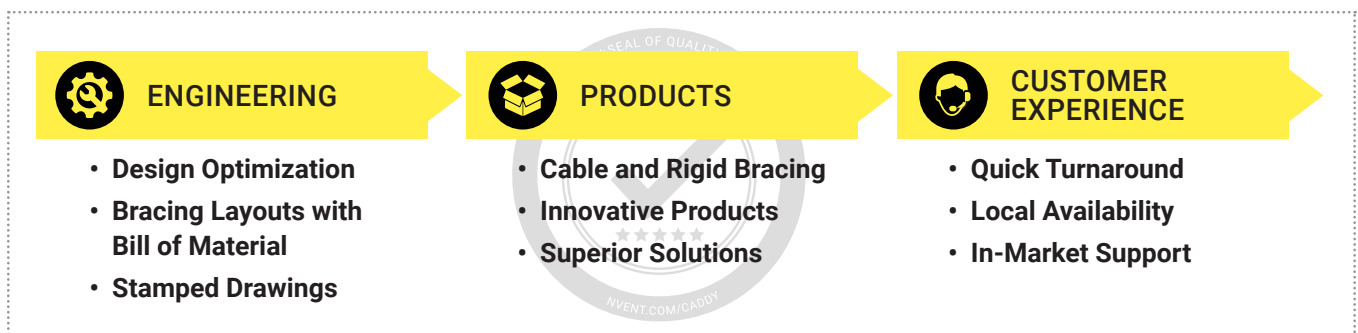 SEAL OF QUALITY
ENGINEERING
• Design Optimization
• Bracing Layouts with
Bill of Material
• Stamped Drawings
PRODUCTS
• Cable and Rigid Bracing
• Innovative Products
• Superior Solutions
CUSTOMER
EXPERIENCE
• Quick Turnaround
• Local Availability
• In-Market Support
NVENT.COM/CADDY